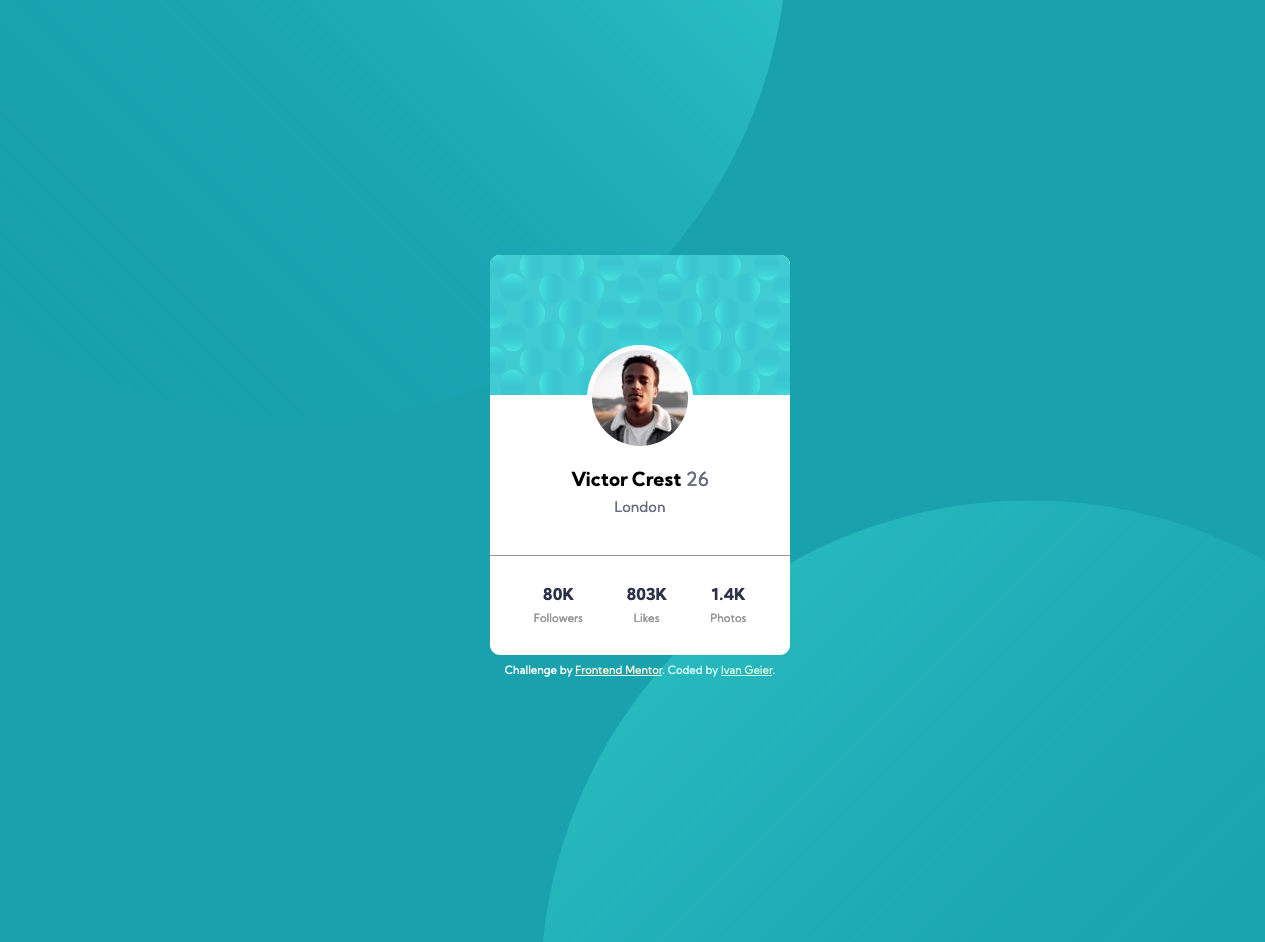 Victor Crest 26
London
80K 803K 1.4K
Followers Likes Photos
Challenge by Frontend Mentor. Coded by Ivan Geier.